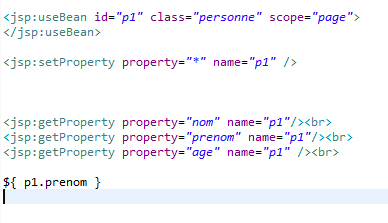 <jsp:useBean id="p1" class="personne" scope="page">
</jsp:useBean>
<jsp:setProperty property="*" name="p1" />
<jsp:getProperty property="nom" name="p1"/><br>
<jsp:getProperty property="prenom" name="p1"/><br>
<jsp:getProperty property="age" name="p1" /><br>
${ p1.prenom }